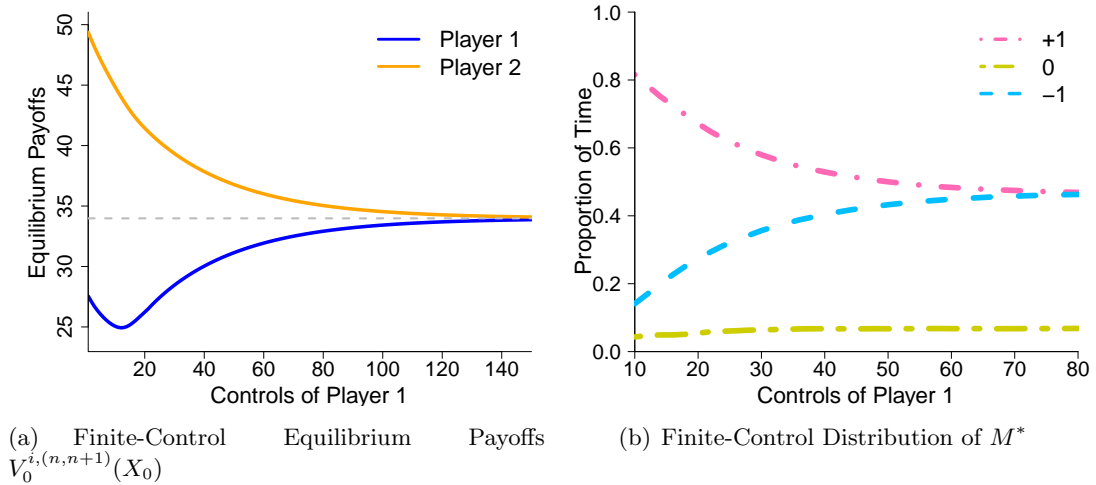 50
45
40
35
30
25
Equilibrium Payoffs
Player 1
Player 2
20 40 60 80 100 120 140
Controls of Player 1
(a) Finite-Control Equilibrium Payoffs
V_0^{i,(n,n+1)}(X_0)
1.0
0.8
0.6
0.4
0.2
0.0
Proportion of Time
+1
0
−1
10 20 30 40 50 60 70 80
Controls of Player 1
(b) Finite-Control Distribution of M*